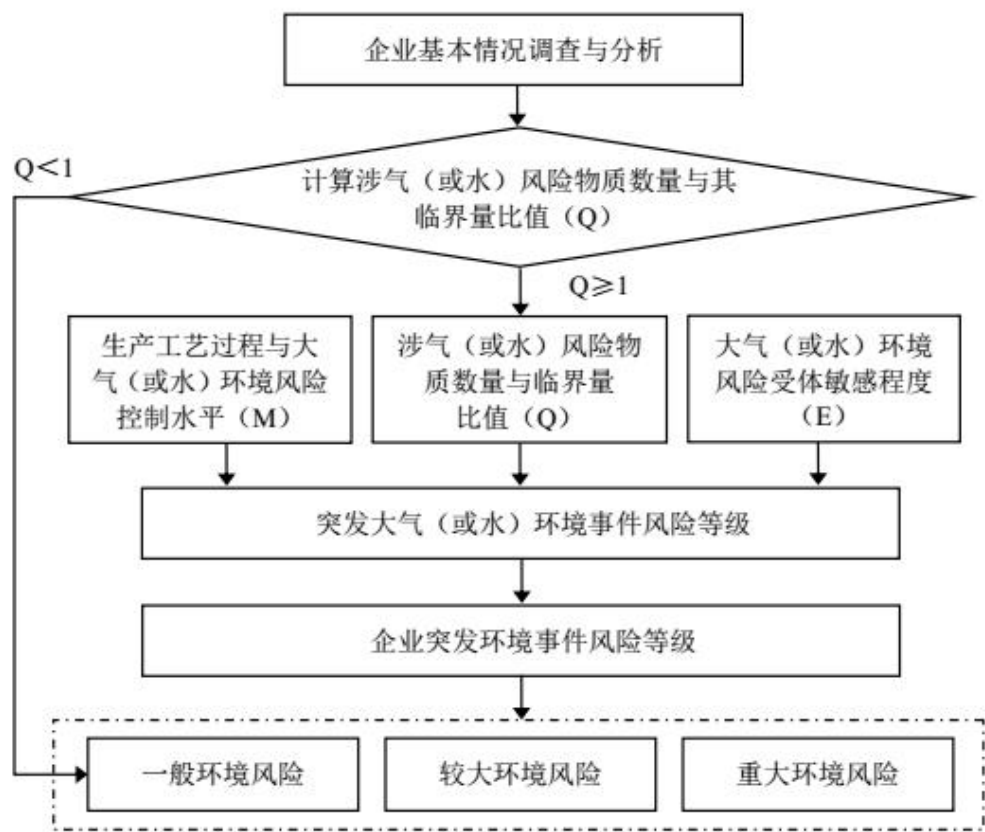 企业基本情况调查与分析
Q＜1
计算涉气（或水）风险物质数量与其
临界量比值（Q）
Q≥1
生产工艺过程与大
气（或水）环境风险
控制水平（M）
涉气（或水）风险物
质数量与临界量
比值（Q）
大气（或水）环境
风险受体敏感程度
（E）
突发大气（或水）环境事件风险等级
企业突发环境事件风险等级
一般环境风险
较大环境风险
重大环境风险